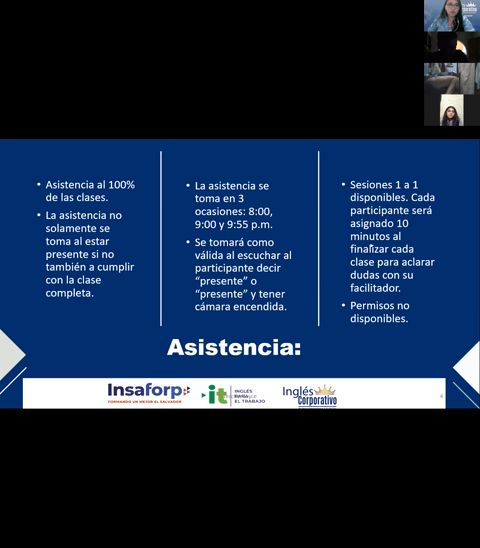 • Asistencia al 100%
de las clases.
• La asistencia no
solamente se
toma al estar
presente si no
también a cumplir
con la clase
completa.
• La asistencia se
toma en 3
ocasiones: 8:00,
9:00 y 9:55 p.m.
• Se tomará como
válida al escuchar al
participante decir
“presente” o
“presente” y tener
cámara encendida.
• Sesiones 1 a 1
disponibles. Cada
participante será
asignado 10
minutos al
finalizar cada
clase para aclarar
dudas con su
facilitador.
• Permisos no
disponibles.
Asistencia:
Insaforp
FORMANDO UN MEJOR EL SALVADOR
it
INGLÉS
PARA
EL TRABAJO
Inglés
Corporativo
4